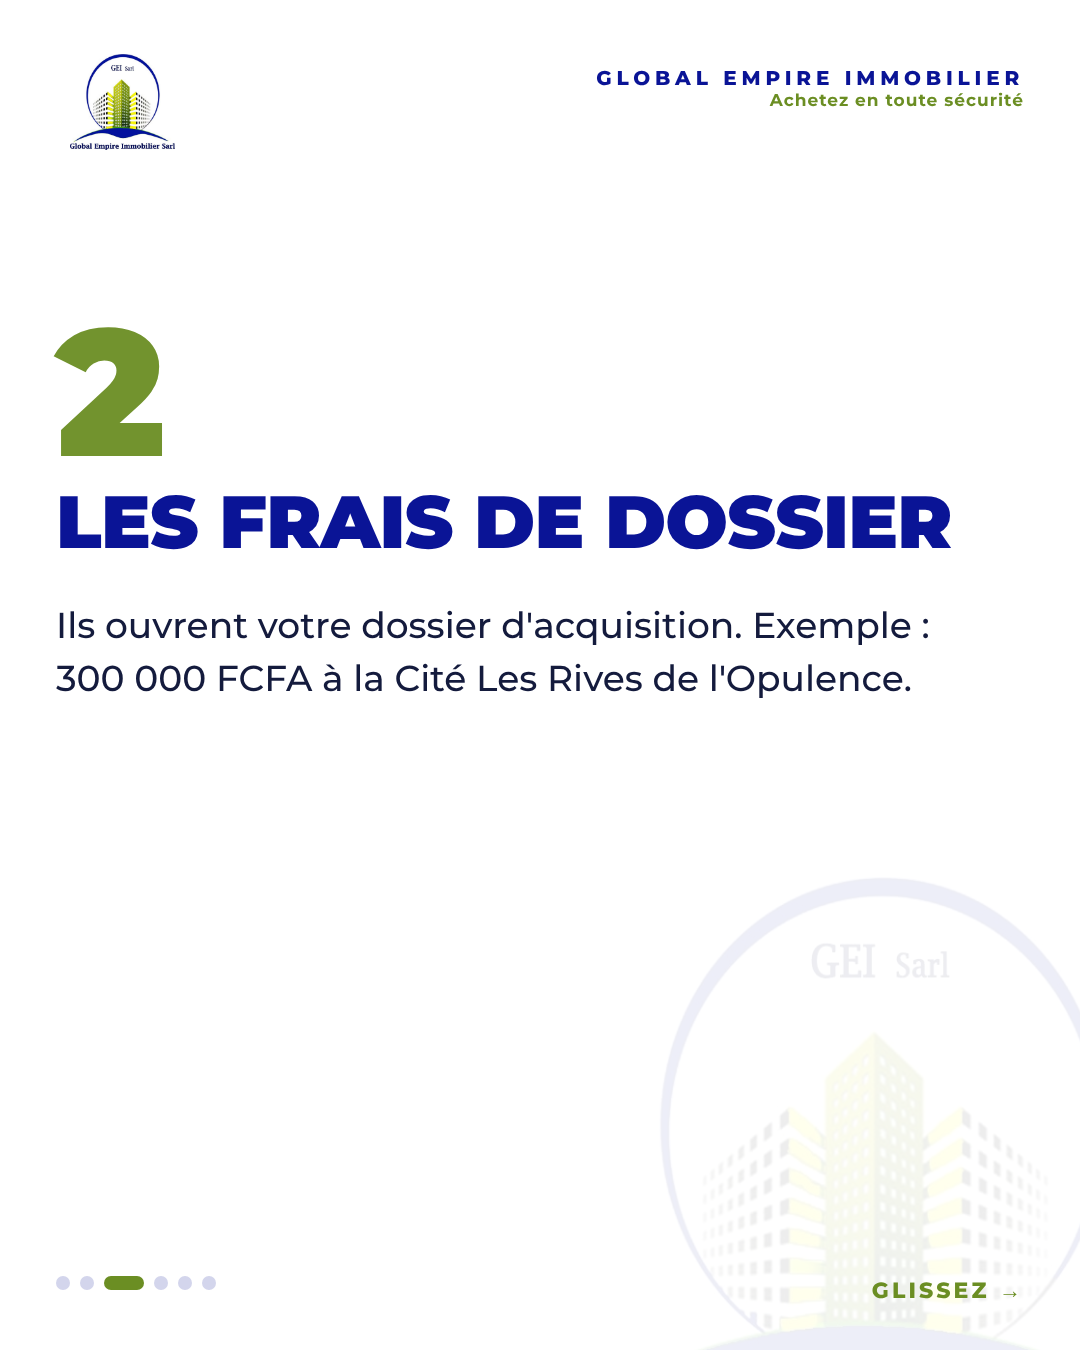 GEI Sarl
Global Empire Immobilier Sarl
GLOBAL EMPIRE IMMOBILIER
Achetez en toute sécurité
2
LES FRAIS DE DOSSIER
Ils ouvrent votre dossier d'acquisition. Exemple :
300 000 FCFA à la Cité Les Rives de l'Opulence.
GEI Sarl
GLISSEZ →